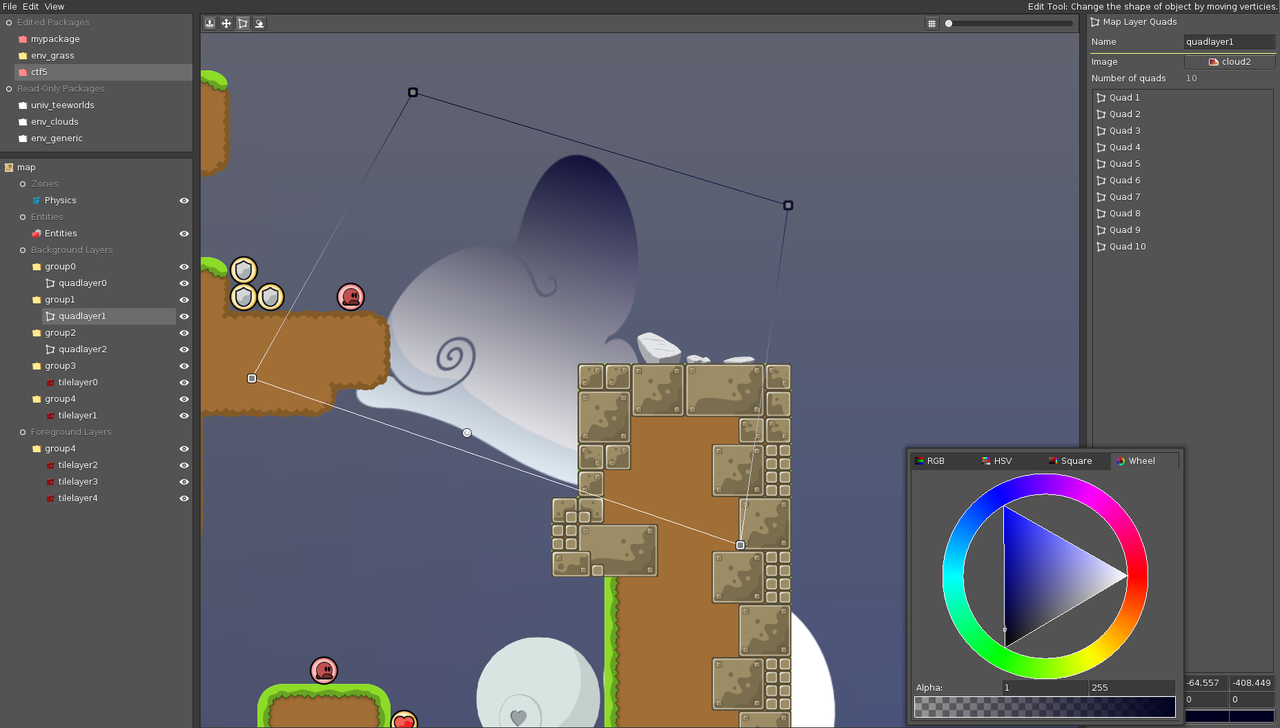 File Edit View
Edit Tool: Change the shape of object by moving verticies.
Edited Packages
mypackage
env_grass
ctf5
Read-Only Packages
univ_teeworlds
env_clouds
env_generic
map
Zones
Physics
Entities
Entities
Background Layers
group0
quadlayer0
group1
quadlayer1
group2
quadlayer2
group3
tilelayer0
group4
tilelayer1
Foreground Layers
group4
tilelayer2
tilelayer3
tilelayer4
Map Layer Quads
Name quadlayer1
Image cloud2
Number of quads 10
Quad 1
Quad 2
Quad 3
Quad 4
Quad 5
Quad 6
Quad 7
Quad 8
Quad 9
Quad 10
RGB HSV Square Wheel
Alpha: 1 255
-64.557 -408.449
0 0